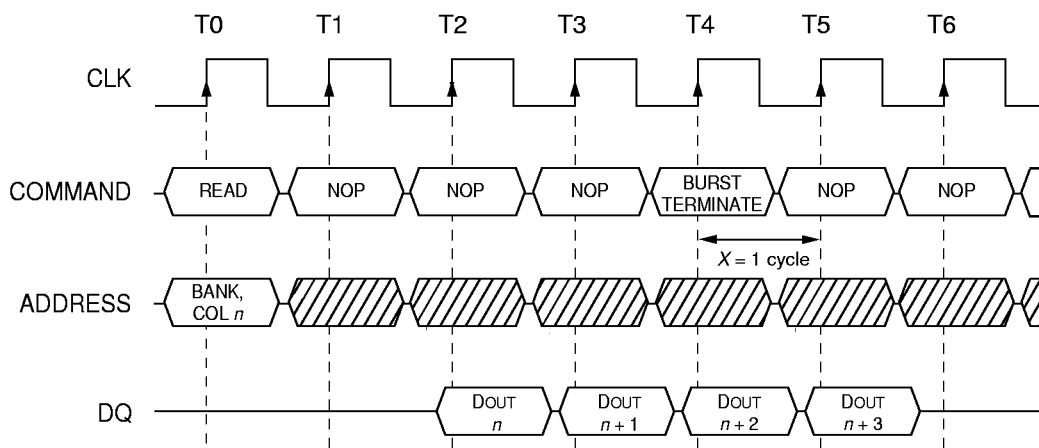 T0 T1 T2 T3 T4 T5 T6
CLK
COMMAND READ NOP NOP NOP BURST TERMINATE NOP NOP
X = 1 cycle
ADDRESS BANK, COL n
DQ DOUT n DOUT n + 1 DOUT n + 2 DOUT n + 3